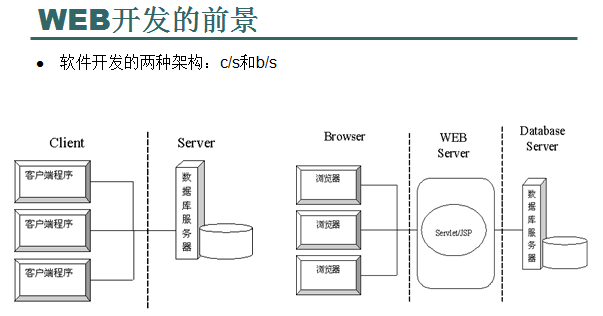 WEB开发的前景
● 软件开发的两种架构：c/s和b/s
Client
Server
客户端程序
客户端程序
客户端程序
数据库服务器
Browser
WEB
Server
Database
Server
浏览器
浏览器
浏览器
Servlet/JSP
数据库服务器